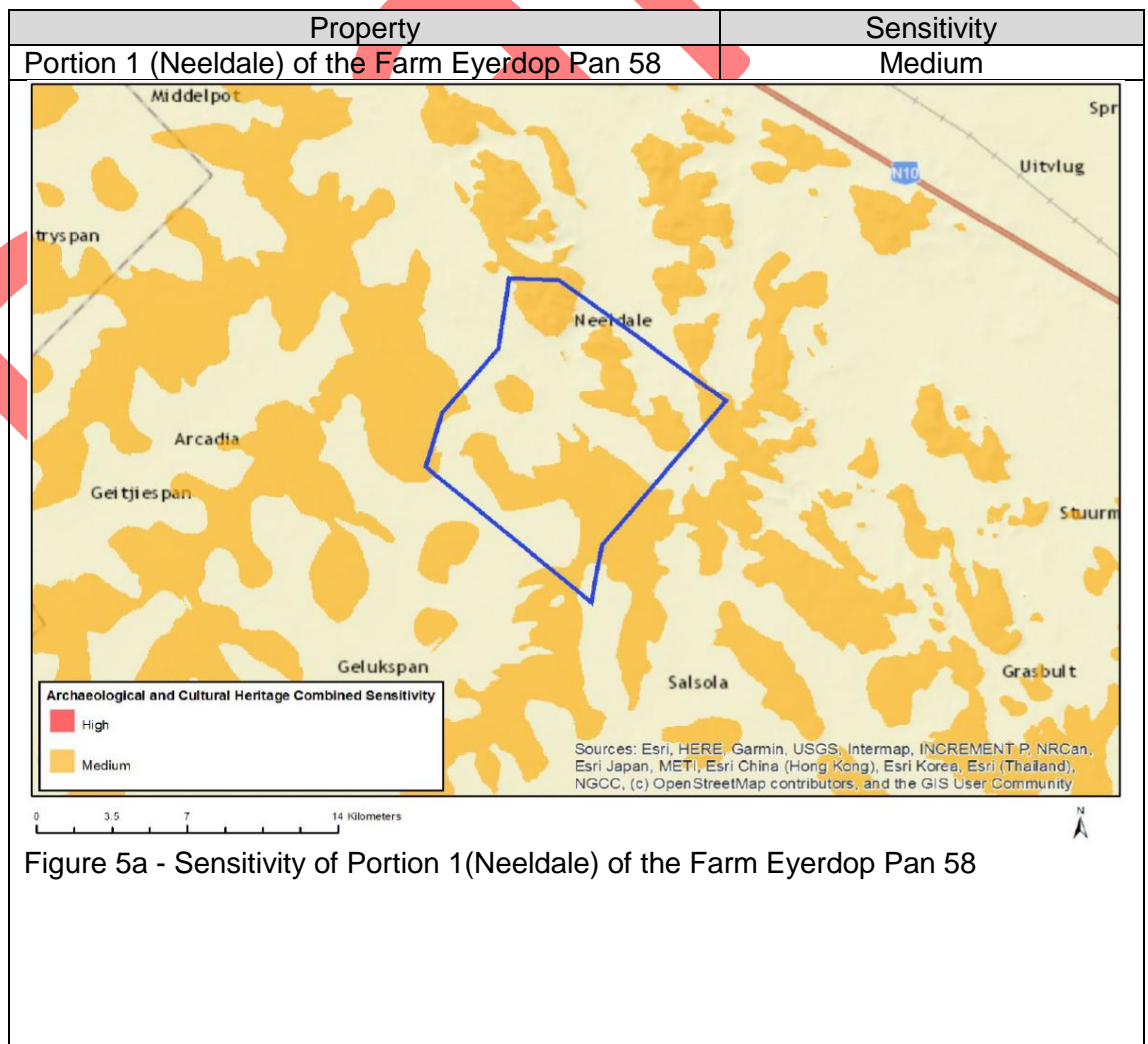 Property Sensitivity
Portion 1 (Neeldale) of the Farm Eyerdop Pan 58 Medium
Middelpot
Spr
Uitvlug
N10
tryspan
Neeldale
Arcadia
Geitjiespan
Stuurm
Gelukspan
Salsola
Grasbult
Archaeological and Cultural Heritage Combined Sensitivity
High
Medium
Sources: Esri, HERE, Garmin, USGS, Intermap, INCREMENT P, NRCan,
Esri Japan, METI, Esri China (Hong Kong), Esri Korea, Esri (Thailand),
NGCC, (c) OpenStreetMap contributors, and the GIS User Community
0 3.5 7 14 Kilometers
N
Figure 5a - Sensitivity of Portion 1(Neeldale) of the Farm Eyerdop Pan 58